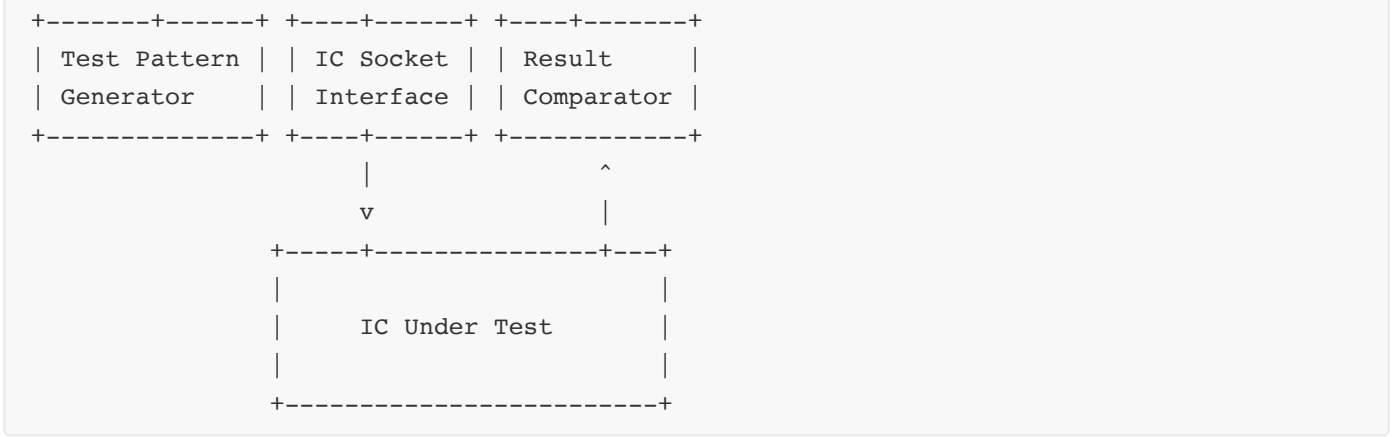 +-------+------+ +----+------+ +----+-------+
| Test Pattern | | IC Socket | | Result     |
| Generator    | | Interface | | Comparator |
+--------------+ +----+------+ +------------+
                      |               ^
                      v               |
                +-----+---------------+---+
                |                         |
                |     IC Under Test       |
                |                         |
                +-------------------------+